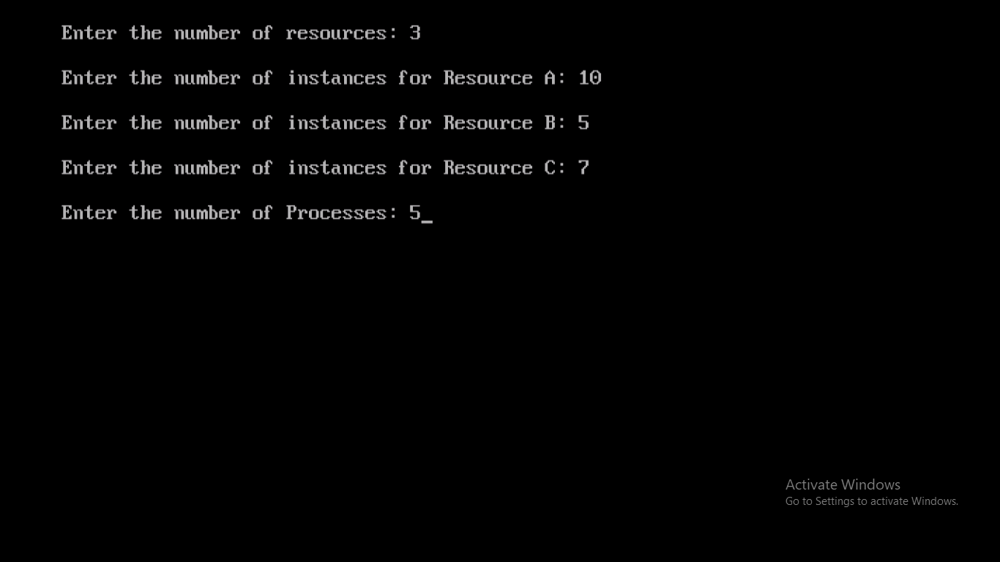 Enter the number of resources: 3
Enter the number of instances for Resource A: 10
Enter the number of instances for Resource B: 5
Enter the number of instances for Resource C: 7
Enter the number of Processes: 5_
Activate Windows
Go to Settings to activate Windows.